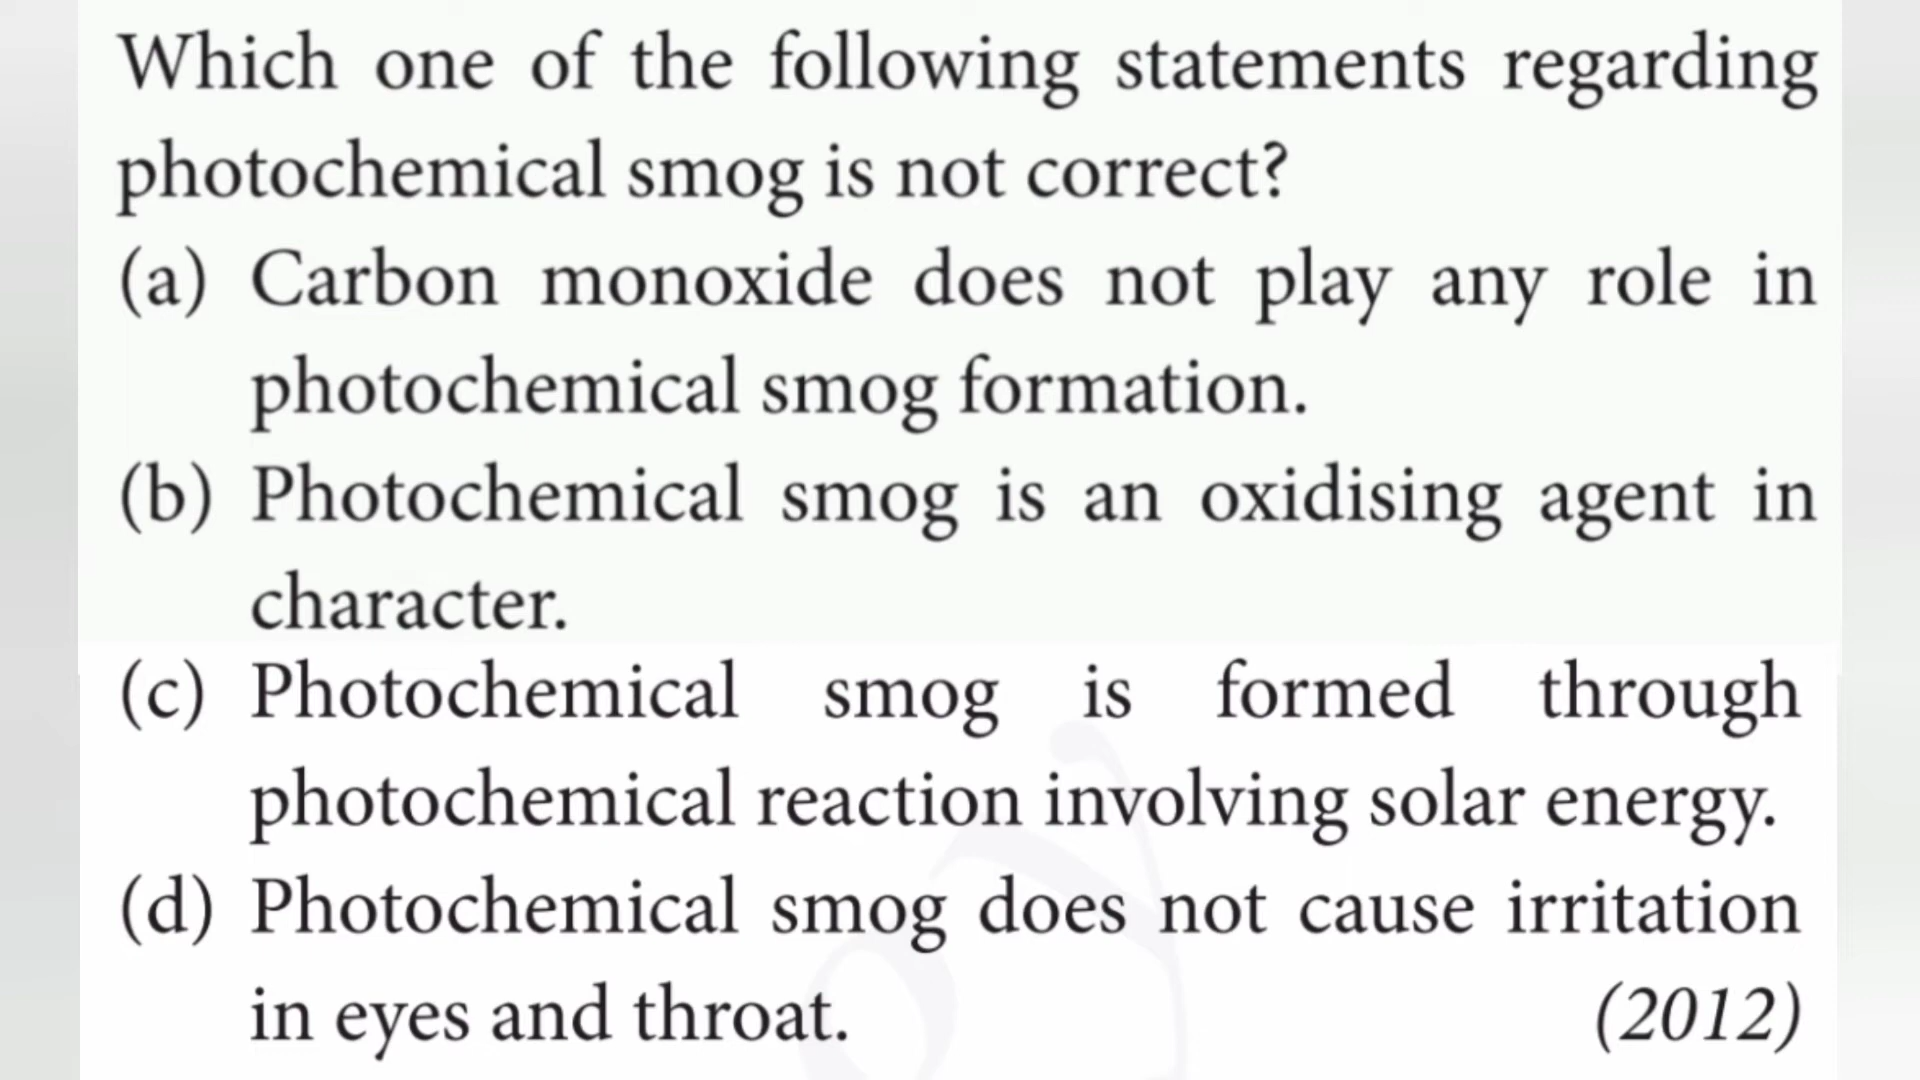 Which one of the following statements regarding
photochemical smog is not correct?
(a) Carbon monoxide does not play any role in
photochemical smog formation.
(b) Photochemical smog is an oxidising agent in
character.
(c) Photochemical smog is formed through
photochemical reaction involving solar energy.
(d) Photochemical smog does not cause irritation
in eyes and throat. (2012)